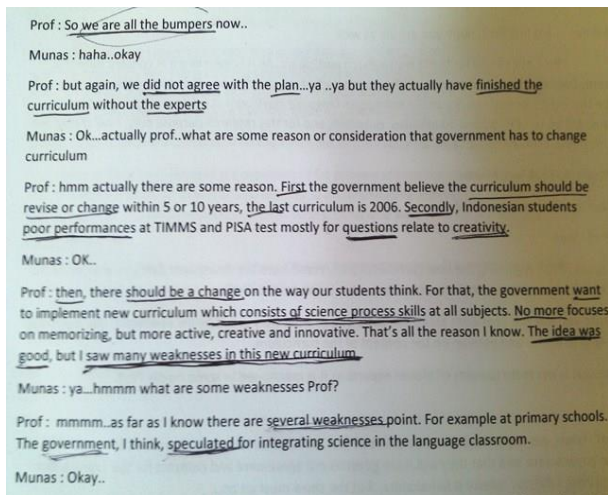 Prof : So we are all the bumpers now..
Munas : haha..okay
Prof : but again, we did not agree with the plan...ya ..ya but they actually have finished the
curriculum without the experts
Munas : Ok...actually prof..what are some reason or consideration that government has to change
curriculum
Prof : hmm actually there are some reason. First the government believe the curriculum should be
revise or change within 5 or 10 years, the last curriculum is 2006. Secondly, Indonesian students
poor performances at TIMMS and PISA test mostly for questions relate to creativity.
Munas : OK..
Prof : then, there should be a change on the way our students think. For that, the government want
to implement new curriculum which consists of science process skills at all subjects. No more focuses
on memorizing, but more active, creative and innovative. That's all the reason I know. The idea was
good, but I saw many weaknesses in this new curriculum.
Munas : ya...hmmm what are some weaknesses Prof?
Prof : mmmm..as far as I know there are several weaknesses point. For example at primary schools.
The government, I think, speculated for integrating science in the language classroom.
Munas : Okay..